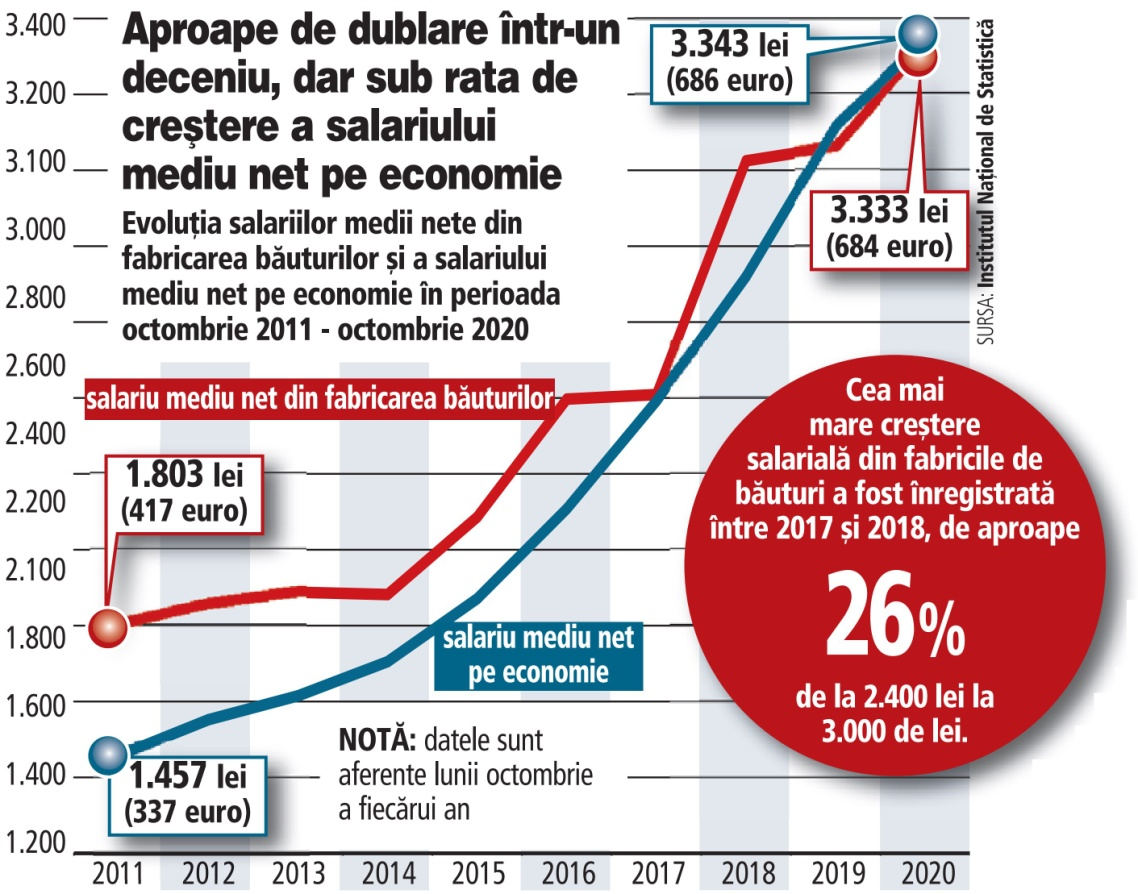 Aproape de dublare într-un
deceniu, dar sub rata de
creştere a salariului
mediu net pe economie
Evoluția salariilor medii nete din
fabricarea băuturilor și a salariului
mediu net pe economie în perioada
octombrie 2011 - octombrie 2020
3.400
3.200
3.100
3.000
2.800
2.600
2.400
2.200
2.100
1.800
1.600
1.400
1.200
3.343 lei
(686 euro)
3.333 lei
(684 euro)
SURSA: Institutul Național de Statistică
salariu mediu net din fabricarea băuturilor
1.803 lei
(417 euro)
salariu mediu net
pe economie
1.457 lei
(337 euro)
NOTĂ: datele sunt
aferente lunii octombrie
a fiecărui an
Cea mai
mare creștere
salarială din fabricile de
băuturi a fost înregistrată
între 2017 și 2018, de aproape
26%
de la 2.400 lei la
3.000 de lei.
2011 2012 2013 2014 2015 2016 2017 2018 2019 2020